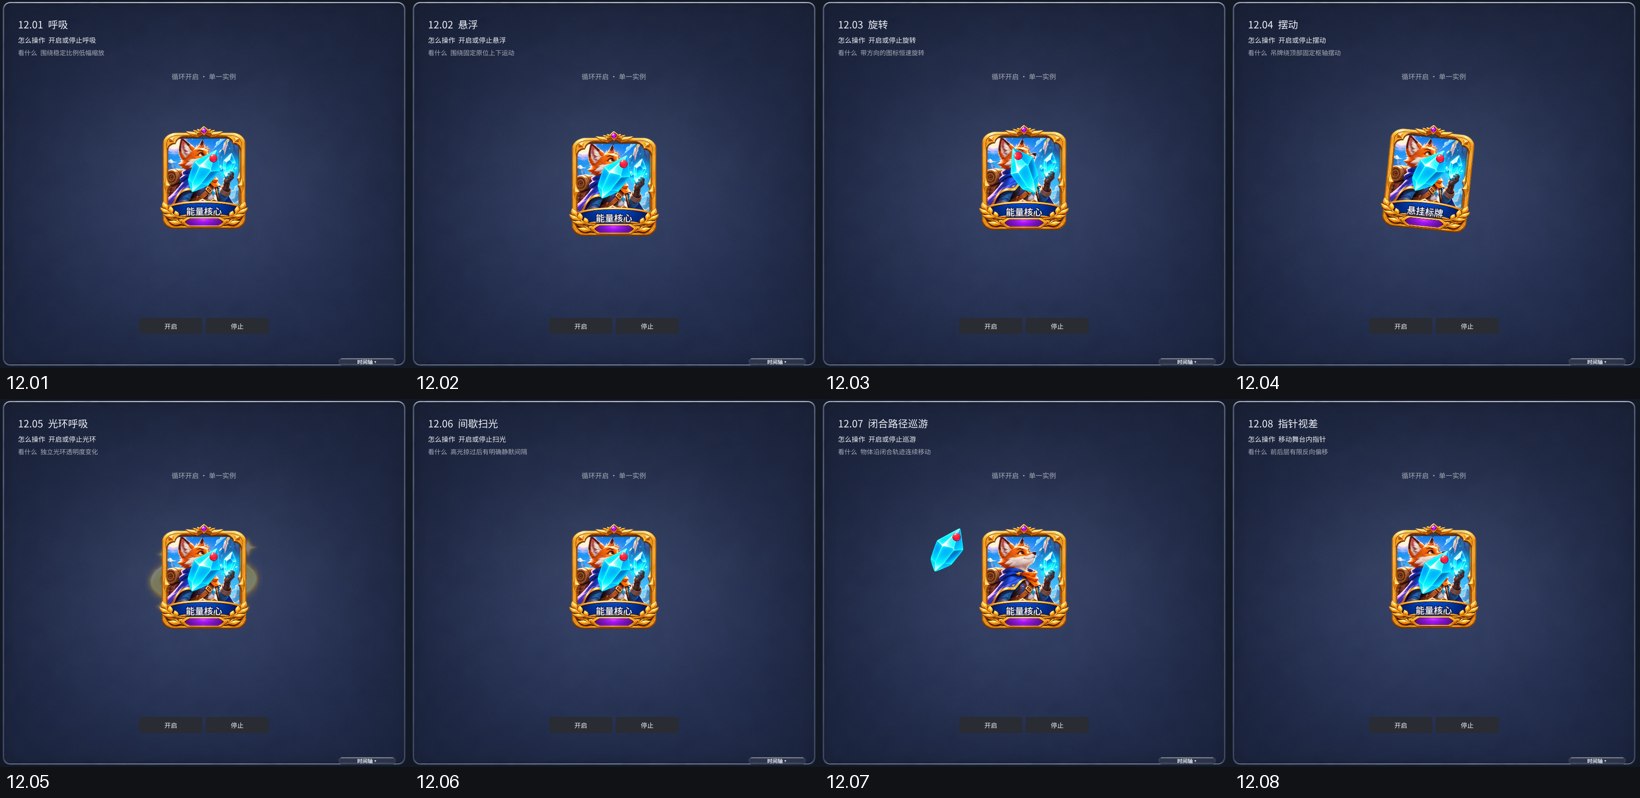 12.01 呼吸
怎么操作 开启或停止呼吸
看什么 围绕稳定比例低幅缩放
循环开启 · 单一实例
能量核心
开启
停止
时间轴 ▾
12.01
12.02 悬浮
怎么操作 开启或停止悬浮
看什么 围绕固定原位上下运动
循环开启 · 单一实例
能量核心
开启
停止
时间轴 ▾
12.02
12.03 旋转
怎么操作 开启或停止旋转
看什么 带方向的图标恒速旋转
循环开启 · 单一实例
能量核心
开启
停止
时间轴 ▾
12.03
12.04 摆动
怎么操作 开启或停止摆动
看什么 吊牌绕顶部固定枢轴摆动
循环开启 · 单一实例
悬挂标牌
开启
停止
时间轴 ▾
12.04
12.05 光环呼吸
怎么操作 开启或停止光环
看什么 独立光环透明度变化
循环开启 · 单一实例
能量核心
开启
停止
时间轴 ▾
12.05
12.06 间歇扫光
怎么操作 开启或停止扫光
看什么 高光掠过后有明确静默间隔
循环开启 · 单一实例
能量核心
开启
停止
时间轴 ▾
12.06
12.07 闭合路径巡游
怎么操作 开启或停止巡游
看什么 物体沿闭合轨迹连续移动
循环开启 · 单一实例
能量核心
开启
停止
时间轴 ▾
12.07
12.08 指针视差
怎么操作 移动舞台内指针
看什么 前后层有限反向偏移
循环开启 · 单一实例
能量核心
开启
停止
时间轴 ▾
12.08